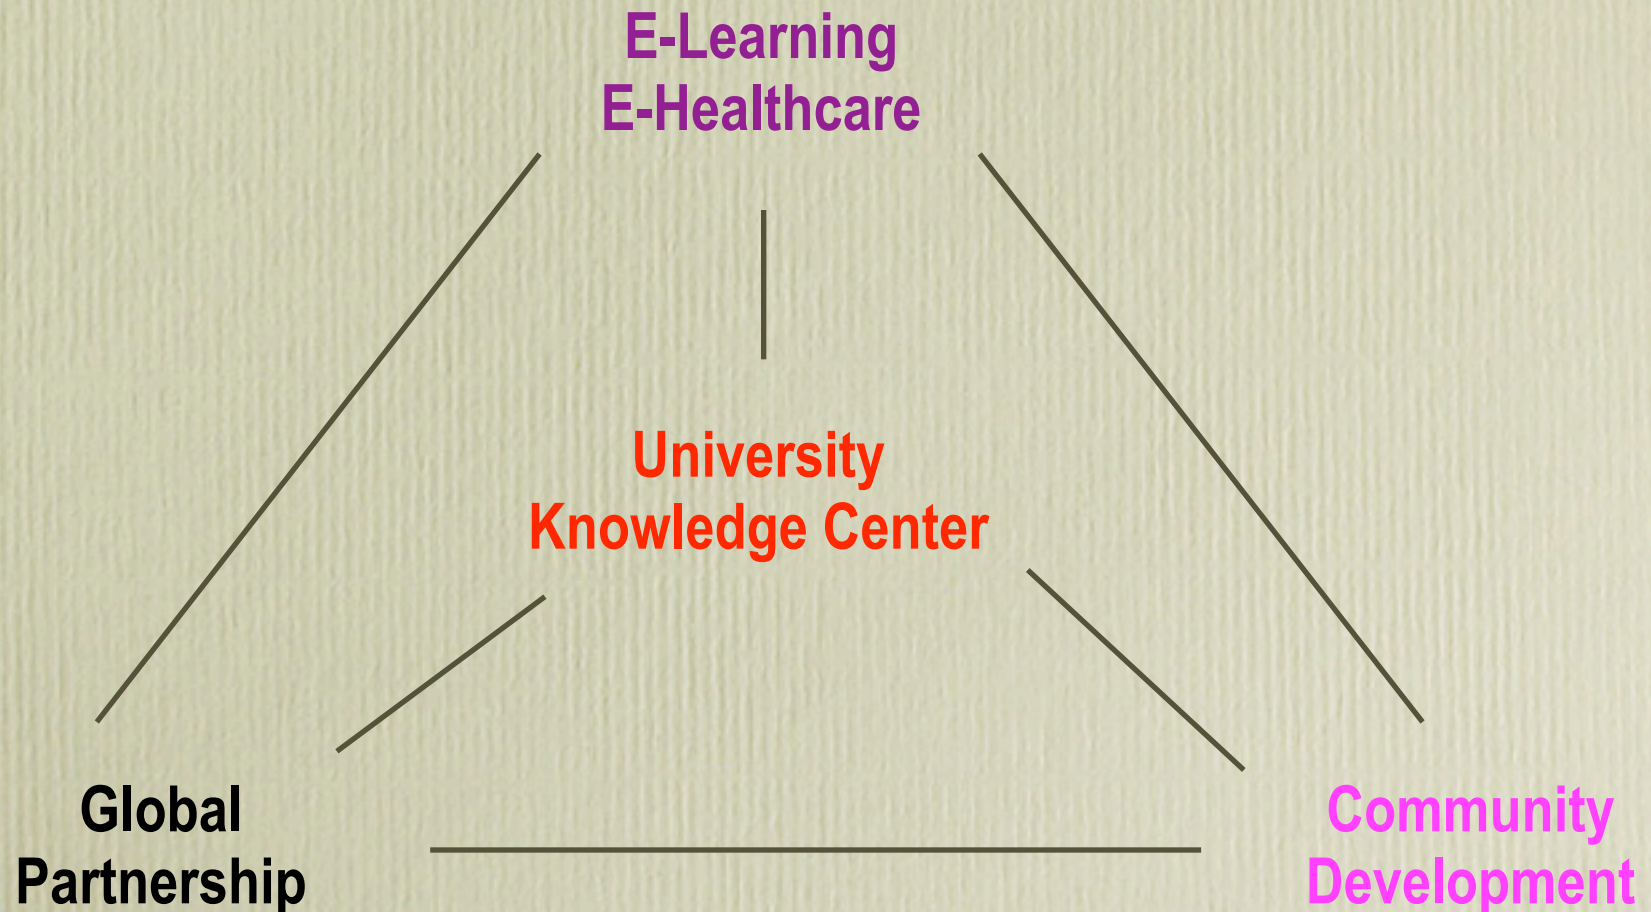 E-Learning
E-Healthcare
University
Knowledge Center
Global
Partnership
Community
Development